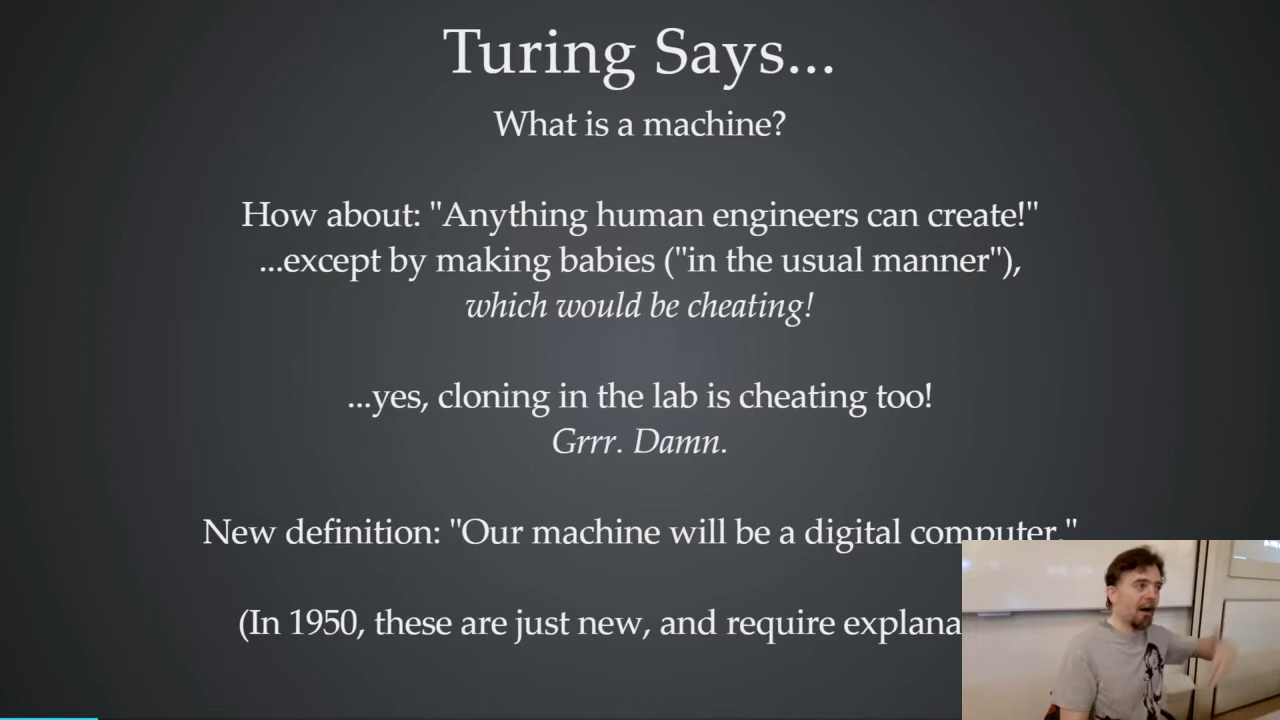 Turing Says...
What is a machine?
How about: "Anything human engineers can create!"
...except by making babies ("in the usual manner"),
which would be cheating!
...yes, cloning in the lab is cheating too!
Grrr. Damn.
New definition: "Our machine will be a digital computer."
(In 1950, these are just new, and require explana